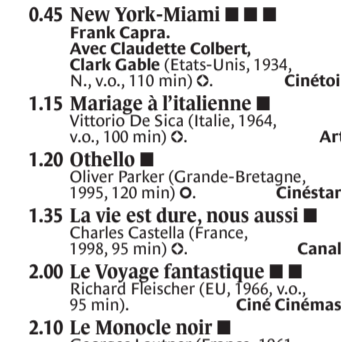 0.45 New York-Miami ■ ■ ■
Frank Capra.
Avec Claudette Colbert,
Clark Gable (Etats-Unis, 1934,
N., v.o., 110 min) ✪. Cinétoi
1.15 Mariage à l'italienne ■
Vittorio De Sica (Italie, 1964,
v.o., 100 min) ✪. Art
1.20 Othello ■
Oliver Parker (Grande-Bretagne,
1995, 120 min) O. Cinéstar
1.35 La vie est dure, nous aussi ■
Charles Castella (France,
1998, 95 min) ✪. Canal
2.00 Le Voyage fantastique ■ ■
Richard Fleischer (EU, 1966, v.o.,
95 min). Ciné Cinémas
2.10 Le Monocle noir ■